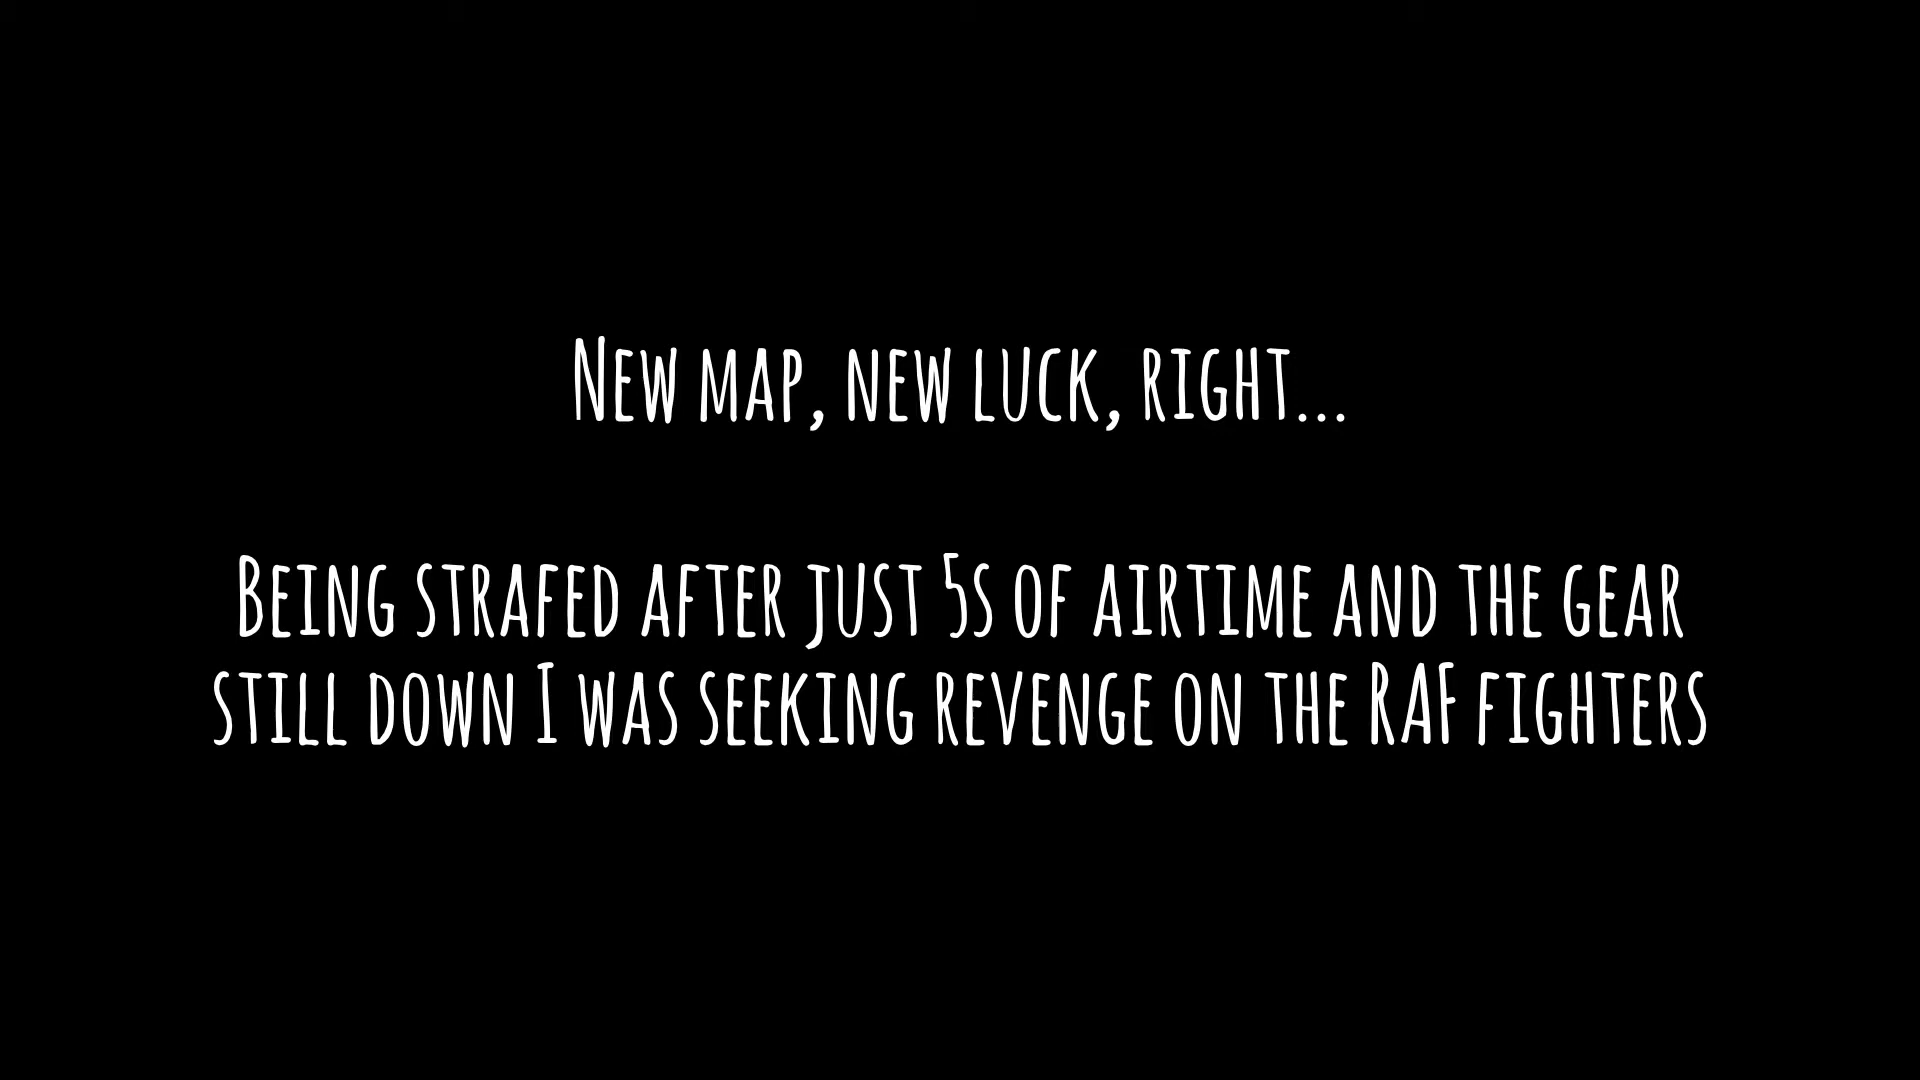 New map, new luck, right...
Being strafed after just 5s of airtime and the gear
still down I was seeking revenge on the RAF fighters